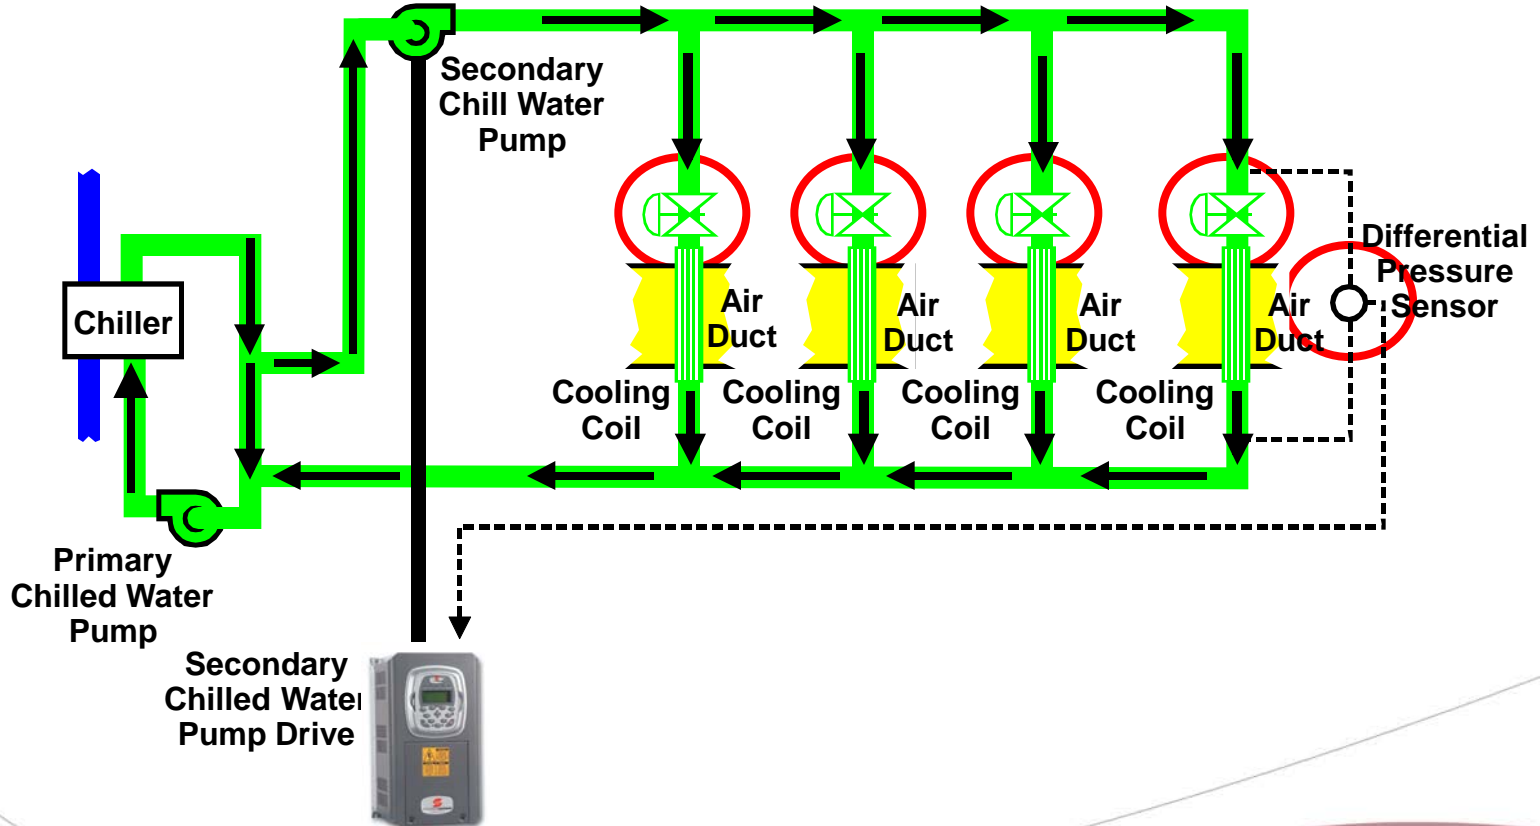 Secondary
Chill Water
Pump
Differential
Pressure
Sensor
Chiller
Air
Duct
Air
Duct
Air
Duct
Air
Duct
Cooling
Coil
Cooling
Coil
Cooling
Coil
Cooling
Coil
Primary
Chilled Water
Pump
Secondary
Chilled Water
Pump Drive